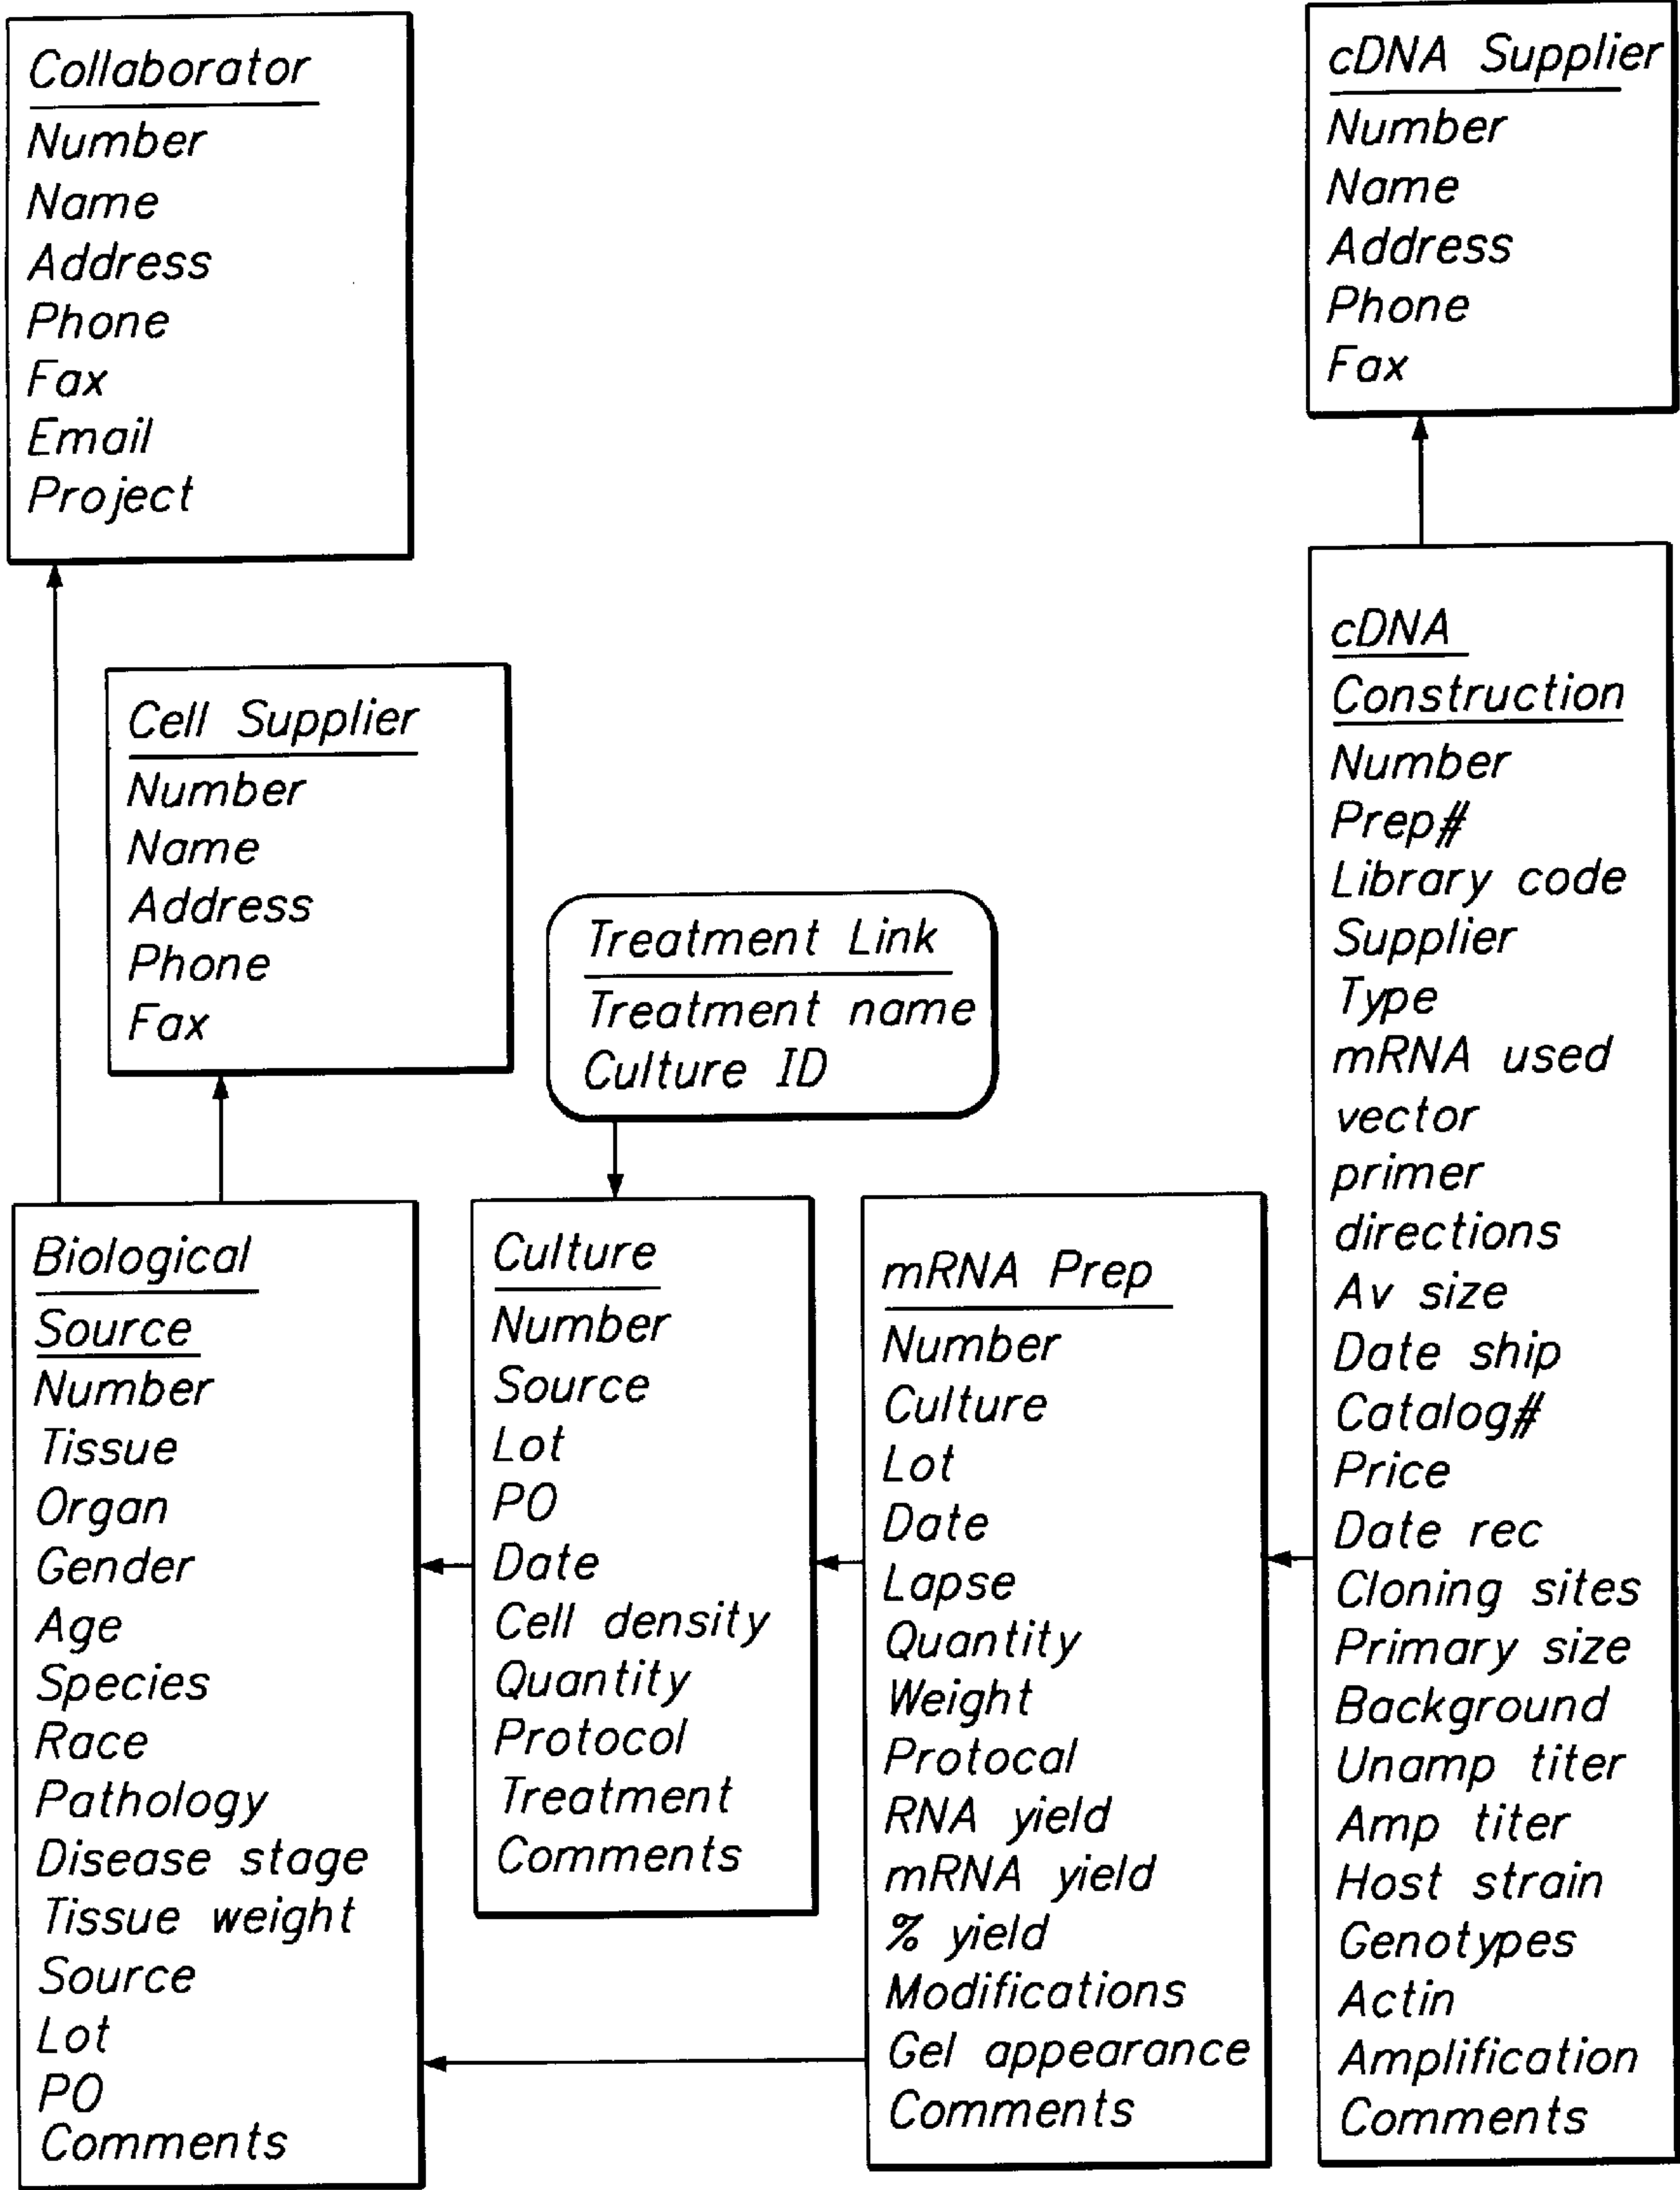 Collaborator
Number
Name
Address
Phone
Fax
Email
Project
cDNA Supplier
Number
Name
Address
Phone
Fax
Cell Supplier
Number
Name
Address
Phone
Fax
Treatment Link
Treatment name
Culture ID
Biological
Source
Number
Tissue
Organ
Gender
Age
Species
Race
Pathology
Disease stage
Tissue weight
Source
Lot
PO
Comments
Culture
Number
Source
Lot
PO
Date
Cell density
Quantity
Protocol
Treatment
Comments
mRNA Prep
Number
Culture
Lot
Date
Lapse
Quantity
Weight
Protocal
RNA yield
mRNA yield
% yield
Modifications
Gel appearance
Comments
cDNA
Construction
Number
Prep#
Library code
Supplier
Type
mRNA used
vector
primer
directions
Av size
Date ship
Catalog#
Price
Date rec
Cloning sites
Primary size
Background
Unamp titer
Amp titer
Host strain
Genotypes
Actin
Amplification
Comments